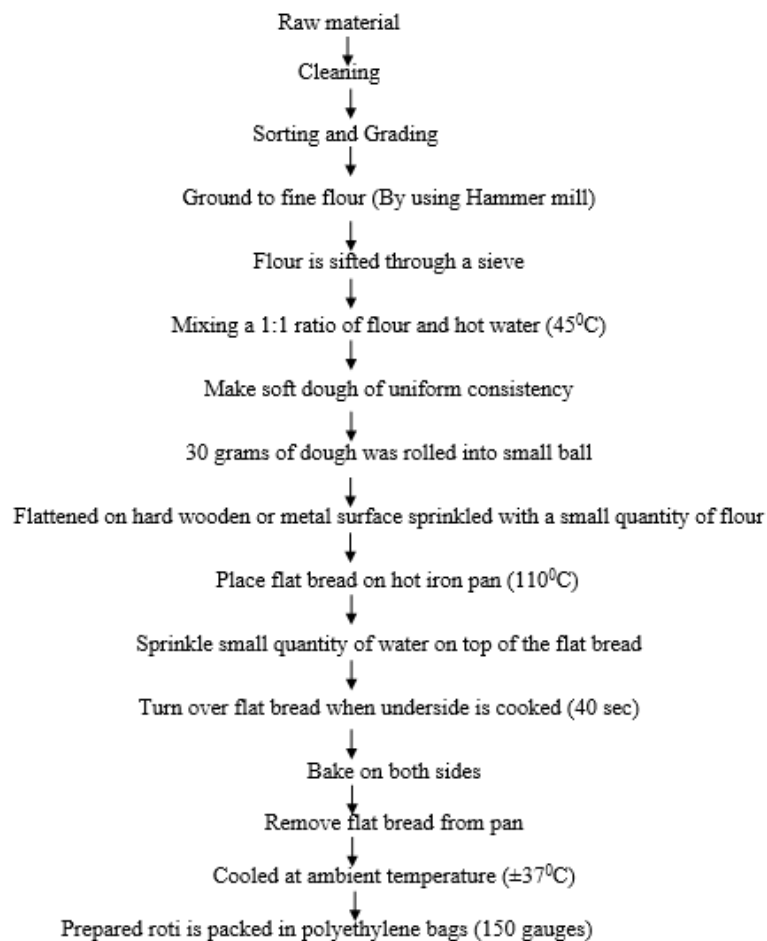 Raw material
Cleaning
Sorting and Grading
Ground to fine flour (By using Hammer mill)
Flour is sifted through a sieve
Mixing a 1:1 ratio of flour and hot water (45⁰C)
Make soft dough of uniform consistency
30 grams of dough was rolled into small ball
Flattened on hard wooden or metal surface sprinkled with a small quantity of flour
Place flat bread on hot iron pan (110⁰C)
Sprinkle small quantity of water on top of the flat bread
Turn over flat bread when underside is cooked (40 sec)
Bake on both sides
Remove flat bread from pan
Cooled at ambient temperature (±37⁰C)
Prepared roti is packed in polyethylene bags (150 gauges)